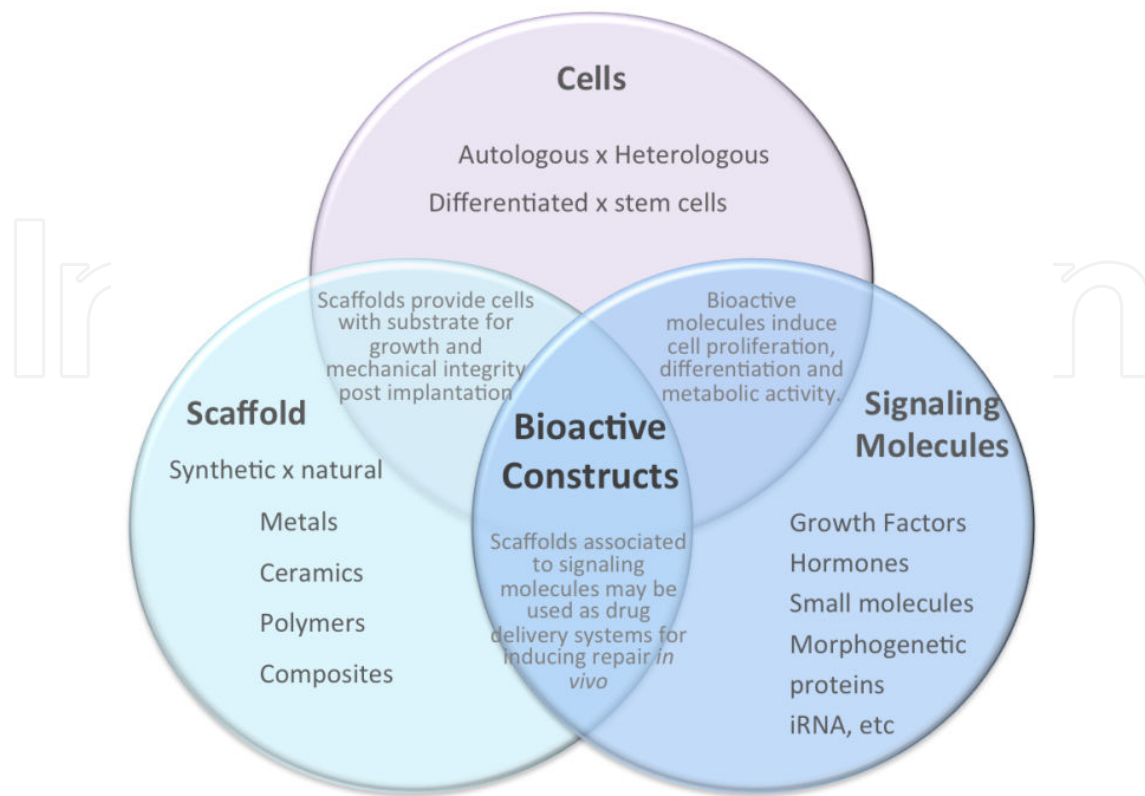 Cells
Autologous x Heterologous
Differentiated x stem cells
Scaffolds provide cells
with substrate for
growth and
mechanical integrity
post implantation
Bioactive
molecules induce
cell proliferation,
differentiation and
metabolic activity.
Scaffold
Synthetic x natural
Metals
Ceramics
Polymers
Composites
Bioactive
Constructs
Scaffolds associated
to signaling
molecules may be
used as drug
delivery systems for
inducing repair in
vivo
Signaling
Molecules
Growth Factors
Hormones
Small molecules
Morphogenetic
proteins
iRNA, etc